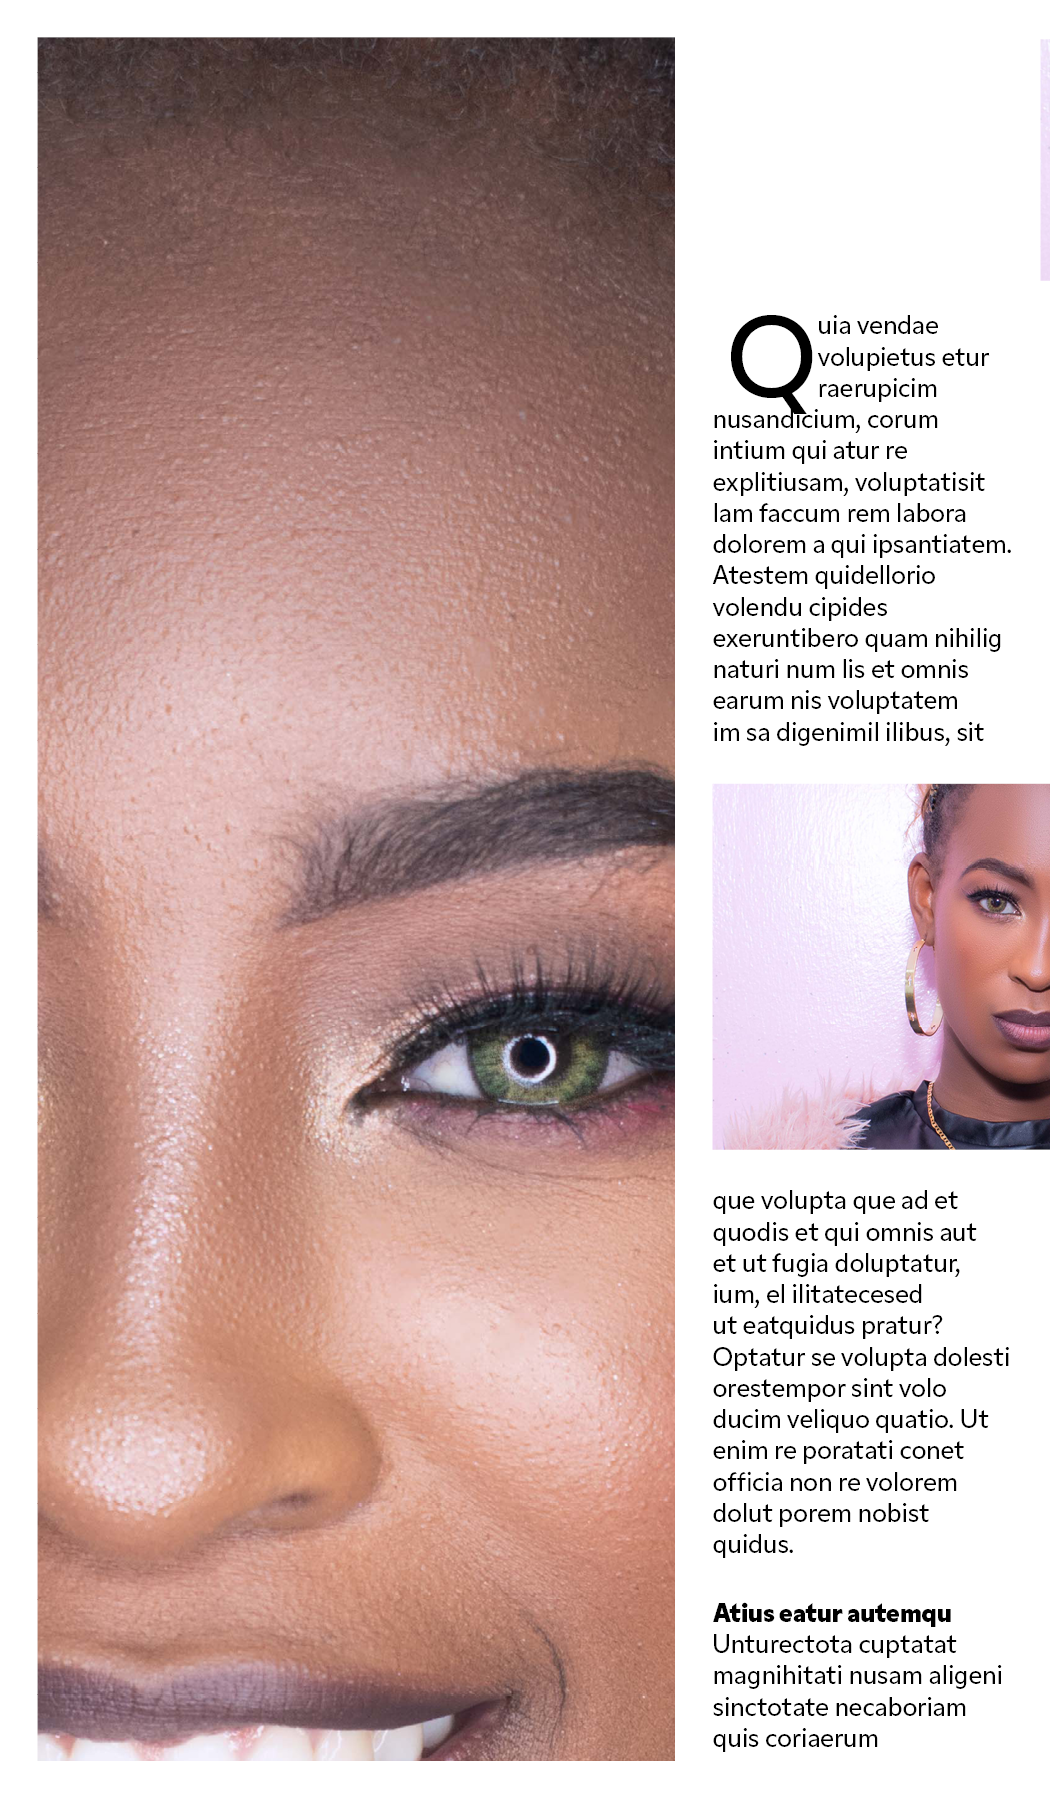 Quia vendae
volupietus etur
raerupicim
nusandicium, corum
intium qui atur re
explitiusam, voluptatisit
lam faccum rem labora
dolorem a qui ipsantiatem.
Atestem quidellorio
volendu cipides
exeruntibero quam nihilig
naturi num lis et omnis
earum nis voluptatem
im sa digenimil ilibus, sit
que volupta que ad et
quodis et qui omnis aut
et ut fugia doluptatur,
ium, el ilitatecesed
ut eatquidus pratur?
Optatur se volupta dolesti
orestempor sint volo
ducim veliquo quatio. Ut
enim re poratati conet
officia non re volorem
dolut porem nobist
quidus.
Atius eatur autemqu
Unturectota cuptatat
magnihitati nusam aligeni
sinctotate necaboriam
quis coriaerum